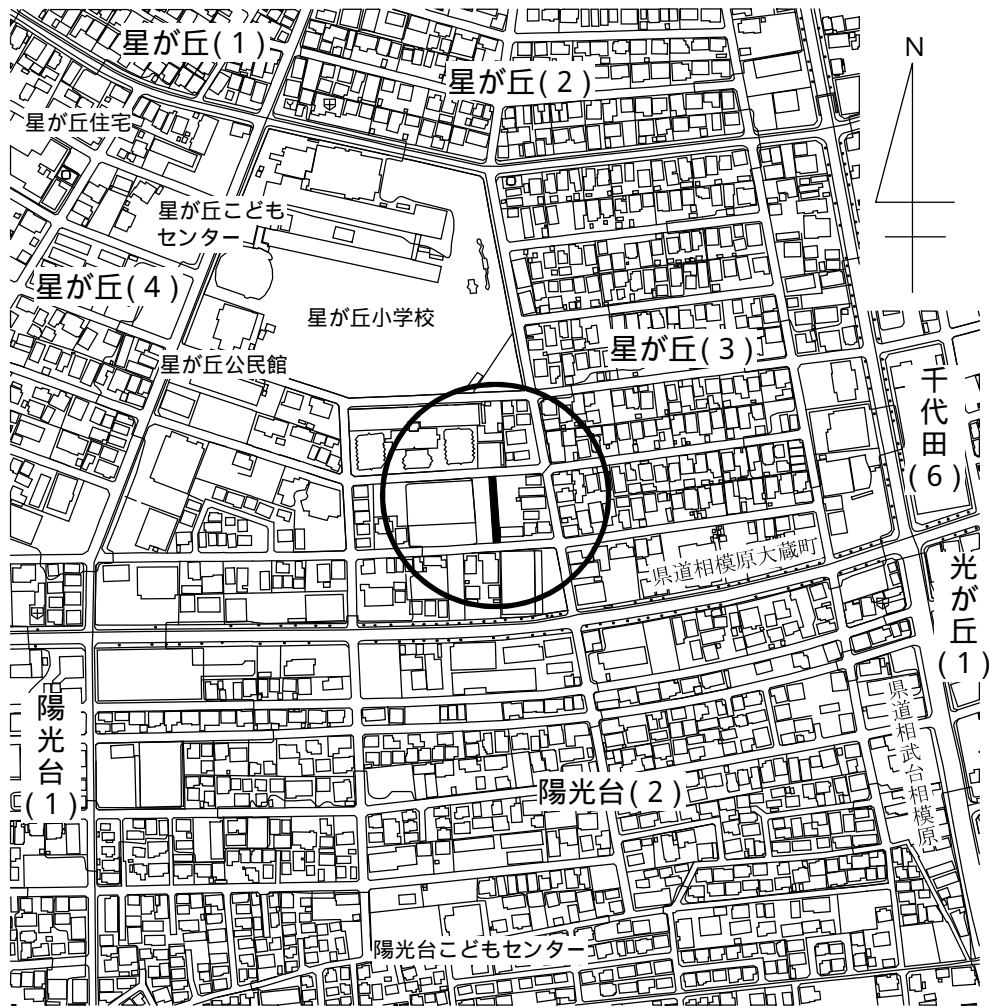 星が丘(1)
星が丘(2)
N
星が丘住宅
星が丘こども
センター
星が丘(4)
星が丘小学校
星が丘(3)
星が丘公民館
千代田(6)
県道相模原大蔵町
光が丘(1)
陽光台(1)
県道相武台相模原
陽光台(2)
陽光台こどもセンター